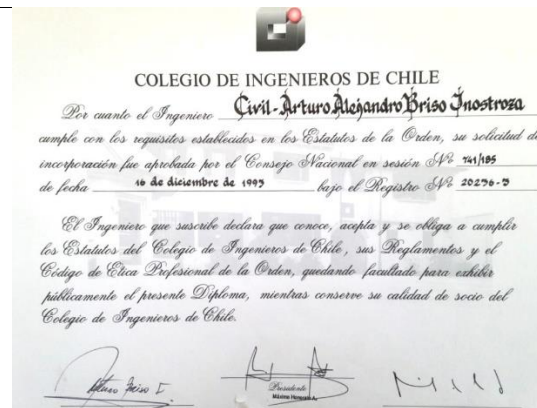 COLEGIO DE INGENIEROS DE CHILE
Por cuanto el Ingeniero Civil-Arturo Alejandro Briso Inostroza
cumple con los requisitos establecidos en los Estatutos de la Orden, su solicitud de
incorporación fue aprobada por el Consejo Nacional en sesión Nº 741/185
de fecha 16 de diciembre de 1993 bajo el Registro Nº
El Ingeniero que suscribe declara que conoce, acepta y se obliga a cumplir
los Estatutos del Colegio de Ingenieros de Chile, sus Reglamentos y el
Código de Etica Profesional de la Orden, quedando facultado para exhibir
públicamente el presente Diploma, mientras conserve su calidad de socio del
Colegio de Ingenieros de Chile.
Arturo Briso I
Presidente
Máximo